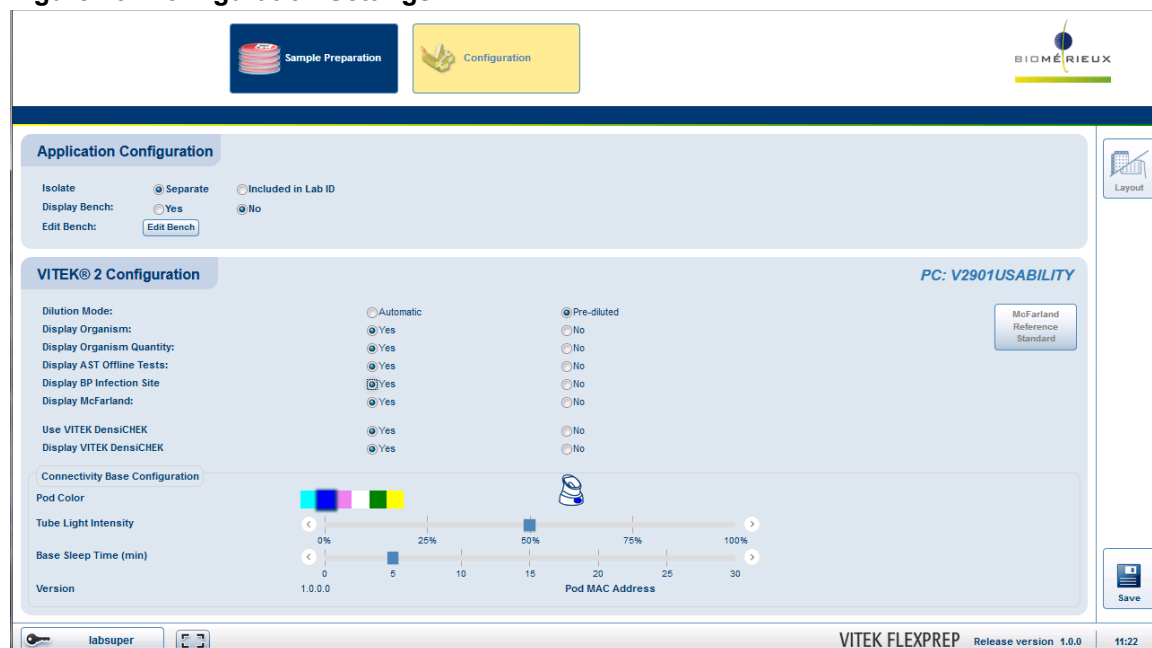 Sample Preparation
Configuration
BIOMÉRIEUX
Application Configuration
Layout
Isolate Separate Included in Lab ID
Display Bench: Yes No
Edit Bench: Edit Bench
VITEK® 2 Configuration PC: V2901USABILITY
Dilution Mode: Automatic Pre-diluted
McFarland
Reference
Standard
Display Organism: Yes No
Display Organism Quantity: Yes No
Display AST Offline Tests: Yes No
Display BP Infection Site Yes No
Display McFarland: Yes No
Use VITEK DensiCHEK Yes No
Display VITEK DensiCHEK Yes No
Connectivity Base Configuration
Pod Color
Tube Light Intensity
0% 25% 50% 75% 100%
Base Sleep Time (min)
0 5 10 15 20 25 30
Version 1.0.0.0 Pod MAC Address
Save
labsuper VITEK FLEXPREP Release version 1.0.0 11:22